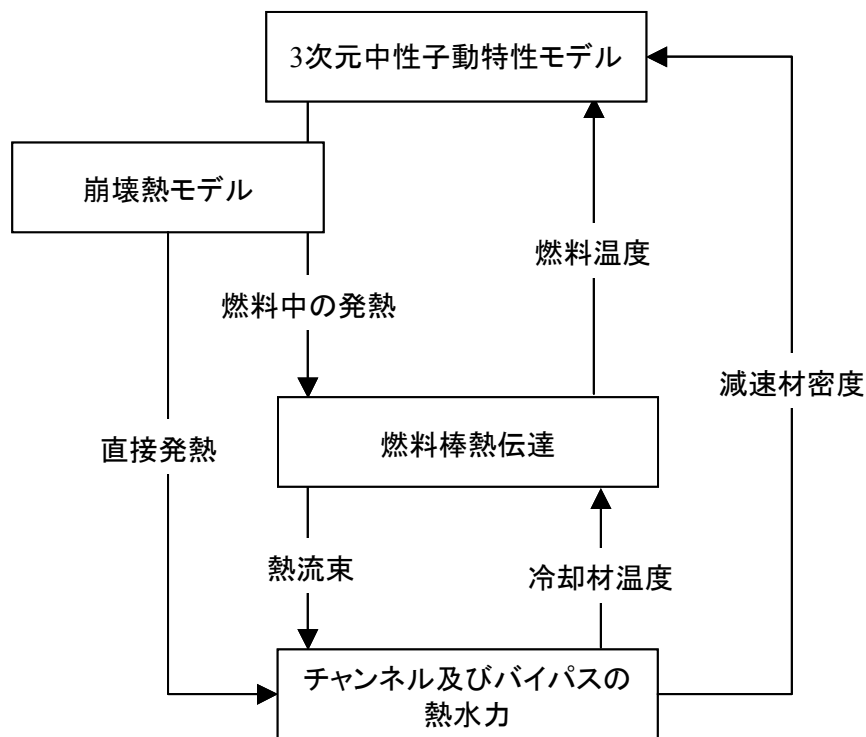 3次元中性子動特性モデル
崩壊熱モデル
燃料温度
燃料中の発熱
減速材密度
燃料棒熱伝達
直接発熱
熱流束
冷却材温度
チャンネル及びバイパスの
熱水力